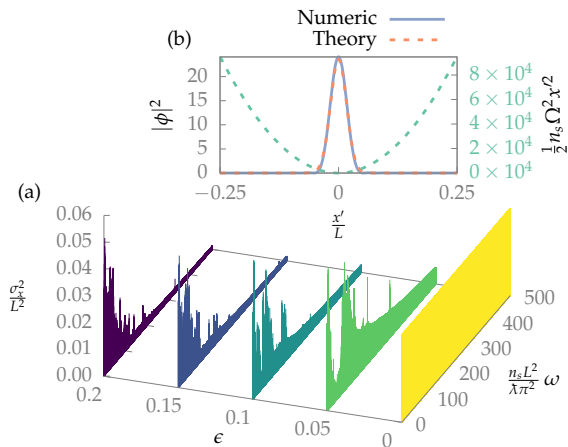 Numeric
Theory
(b)
|ϕ|²
20
15
10
5
0
8 × 10⁴
6 × 10⁴
4 × 10⁴
2 × 10⁴
0 × 10⁴
½ nₛ Ω² x′²
−0.25 0 0.25
x′/L
(a)
σₓ²/L²
0.06
0.05
0.04
0.03
0.02
0.01
0.00
0.2 0.15 0.1 0.05 0
ϵ
0 100 200 300 400 500
nₛL²/ƛπ² ω